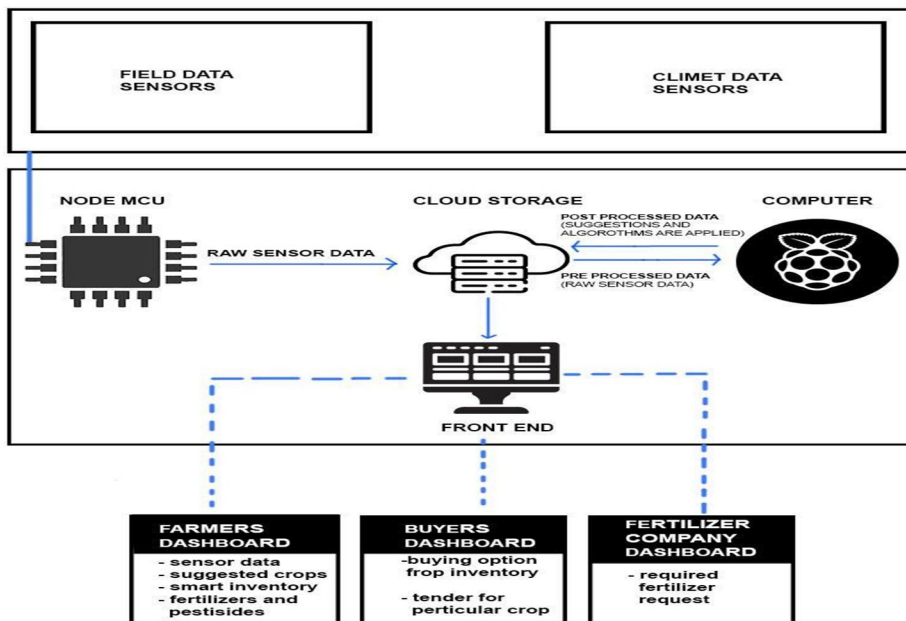 FIELD DATA
SENSORS
CLIMET DATA
SENSORS
NODE MCU
CLOUD STORAGE
COMPUTER
POST PROCESSED DATA
(SUGGESTIONS AND
ALGOROTHMS ARE APPLIED)
RAW SENSOR DATA
PRE PROCESSED DATA
(RAW SENSOR DATA)
FRONT END
FARMERS
DASHBOARD
- sensor data
- suggested crops
- smart inventory
- fertilizers and
pestisides
BUYERS
DASHBOARD
-buying option
frop inventory
- tender for
perticular crop
FERTILIZER
COMPANY
DASHBOARD
- required
fertilizer
request